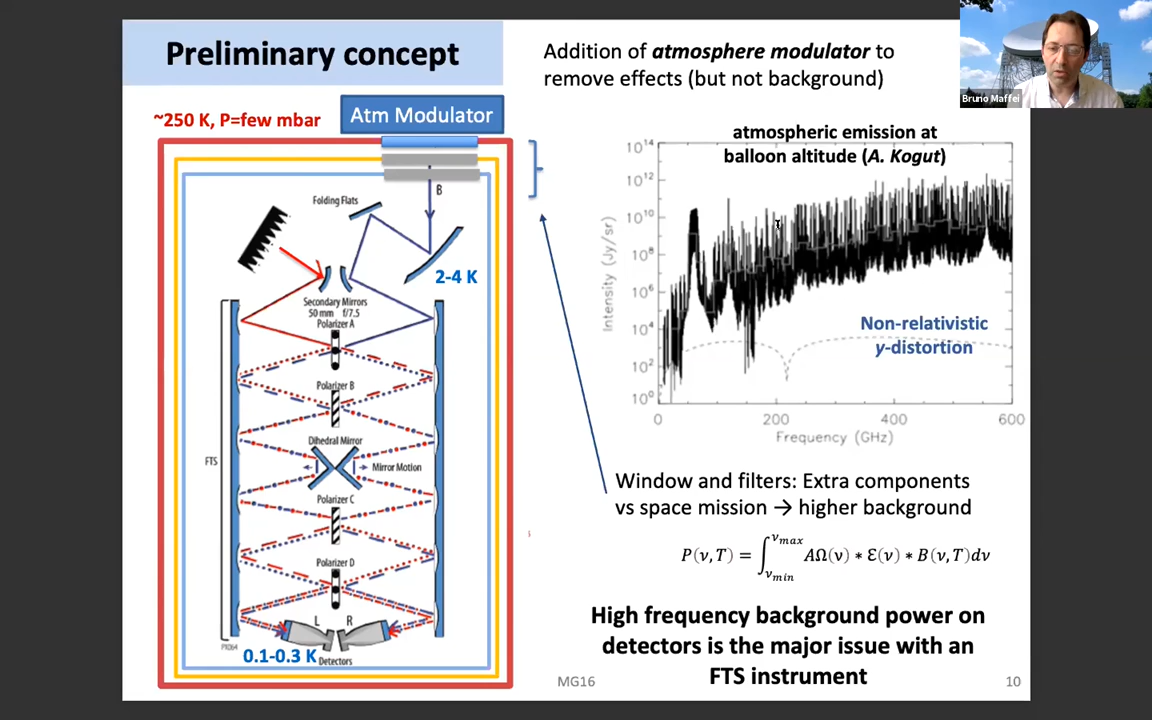 Preliminary concept
Addition of atmosphere modulator to
remove effects (but not background)
Bruno Maffei
~250 K, P=few mbar
Atm Modulator
B
Folding Flats
2-4 K
Secondary Mirrors
50 mm f/7.5
Polarizer A
Polarizer B
Dihedral Mirror
Mirror Motion
FTS
Polarizer C
Polarizer D
L R
PX064
0.1-0.3 K Detectors
atmospheric emission at
balloon altitude (A. Kogut)
Intensity (Jy/sr)
10¹⁴
10¹²
10¹⁰
10⁸
10⁶
10⁴
10²
10⁰
Non-relativistic
y-distortion
0 200 400 600
Frequency (GHz)
Window and filters: Extra components
vs space mission → higher background
P(ν,T) = ∫_{ν_min}^{ν_max} AΩ(ν) * Ɛ(ν) * B(ν,T)dν
High frequency background power on
detectors is the major issue with an
FTS instrument
MG16
10